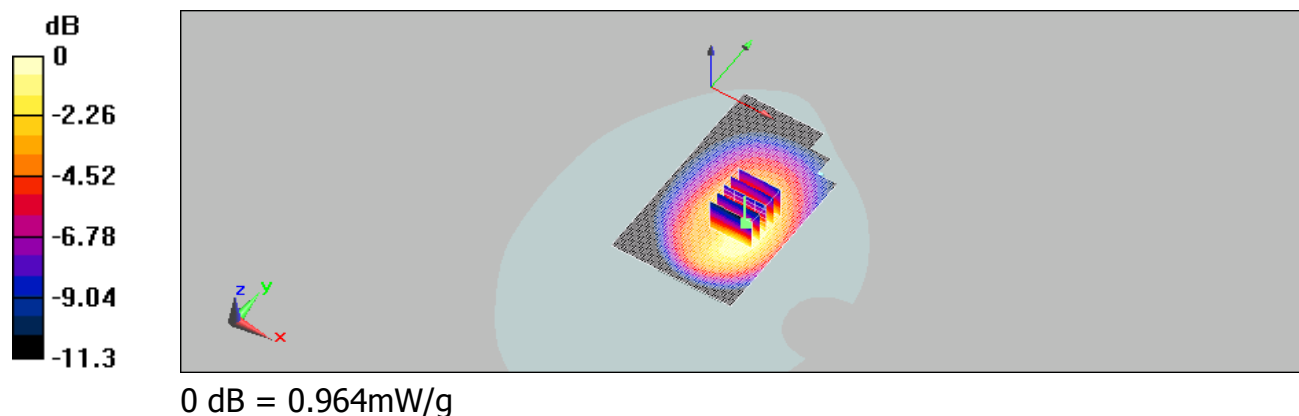 dB
0
-2.26
-4.52
-6.78
-9.04
-11.3
z
y
x
0 dB = 0.964mW/g